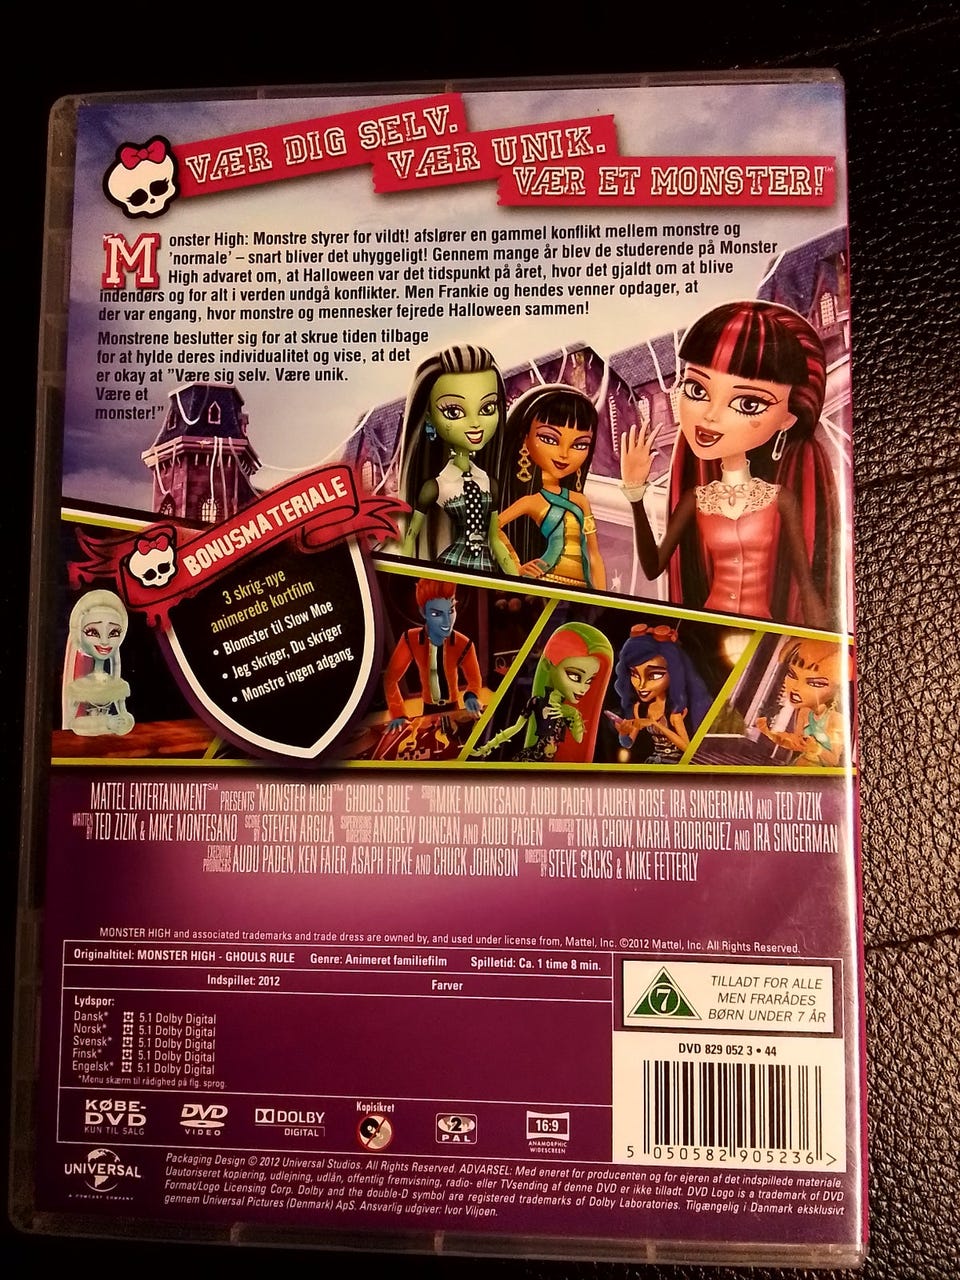 VÆR DIG SELV.
VÆR UNIK.
VÆR ET MONSTER!™
Monster High: Monstre styrer for vildt! afslører en gammel konflikt mellem monstre og
'normale' – snart bliver det uhyggeligt! Gennem mange år blev de studerende på Monster
High advaret om, at Halloween var det tidspunkt på året, hvor det gjaldt om at blive
indendørs og for alt i verden undgå konflikter. Men Frankie og hendes venner opdager, at
der var engang, hvor monstre og mennesker fejrede Halloween sammen!
Monstrene beslutter sig for at skrue tiden tilbage
for at hylde deres individualitet og vise, at det
er okay at ”Være sig selv. Være unik.
Være et
monster!”
BONUSMATERIALE
3 skrig-nye
animerede kortfilm
• Blomster til Slow Moe
• Jeg skriger, Du skriger
• Monstre ingen adgang
MATTEL ENTERTAINMENT℠ PRESENTS "MONSTER HIGH™ GHOULS RULE" STORY BY MIKE MONTESANO, AUDU PADEN, LAUREN ROSE, IRA SINGERMAN AND TED ZIZIK
WRITTEN BY TED ZIZIK & MIKE MONTESANO SCORE BY STEVEN ARGILA SUPERVISING DIRECTORS ANDREW DUNCAN AND AUDU PADEN PRODUCED BY TINA CHOW, MARIA RODRIGUEZ AND IRA SINGERMAN
EXECUTIVE PRODUCERS AUDU PADEN, KEN FAIER, ASAPH FIPKE AND CHUCK JOHNSON DIRECTED BY STEVE SACKS & MIKE FETTERLY
MONSTER HIGH and associated trademarks and trade dress are owned by, and used under license from, Mattel, Inc. ©2012 Mattel, Inc. All Rights Reserved.
Originaltitel: MONSTER HIGH - GHOULS RULE Genre: Animeret familiefilm Spilletid: Ca. 1 time 8 min.
Indspillet: 2012 Farver
Lydspor:
Dansk* 5.1 Dolby Digital
Norsk* 5.1 Dolby Digital
Svensk* 5.1 Dolby Digital
Finsk* 5.1 Dolby Digital
Engelsk* 5.1 Dolby Digital
*Menu skærm til rådighed på flg. sprog.
7
TILLADT FOR ALLE
MEN FRARÅDES
BØRN UNDER 7 ÅR
DVD 829 052 3 • 44
5 050582 905236 >
KØBE-
DVD
KUN TIL SALG
DVD
VIDEO
DOLBY
DIGITAL
Kopisikret
2
PAL
16:9
ANAMORPHIC
WIDESCREEN
UNIVERSAL
A COMCAST COMPANY
Packaging Design © 2012 Universal Studios. All Rights Reserved. ADVARSEL: Med eneret for producenten og for ejeren af det indspillede materiale.
Uautoriseret kopiering, udlejning, udlån, offentlig fremvisning, radio- eller TVsending af denne DVD er ikke tilladt. DVD Logo is a trademark of DVD
Format/Logo Licensing Corp. Dolby and the double-D symbol are registered trademarks of Dolby Laboratories. Tilgængelig i Danmark eksklusivt
gennem Universal Pictures (Denmark) ApS. Ansvarlig udgiver: Ivor Viljoen.